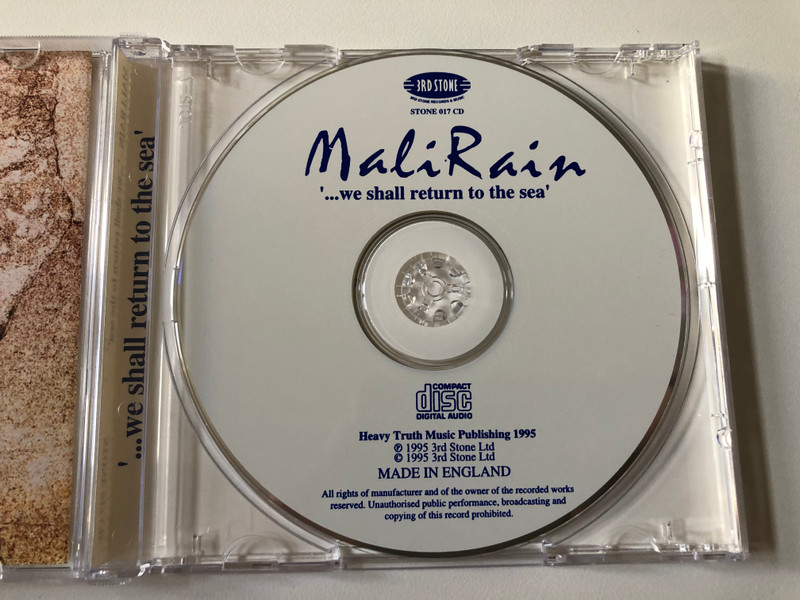 3RD STONE
3RD STONE RECORDS & MUSIC
STONE 017 CD
MaliRain
'...we shall return to the sea'
COMPACT
disc
DIGITAL AUDIO
Heavy Truth Music Publishing 1995
℗ 1995 3rd Stone Ltd
© 1995 3rd Stone Ltd
MADE IN ENGLAND
All rights of manufacturer and of the owner of the recorded works
reserved. Unauthorised public performance, broadcasting and
copying of this record prohibited.
'...we shall return to the sea'